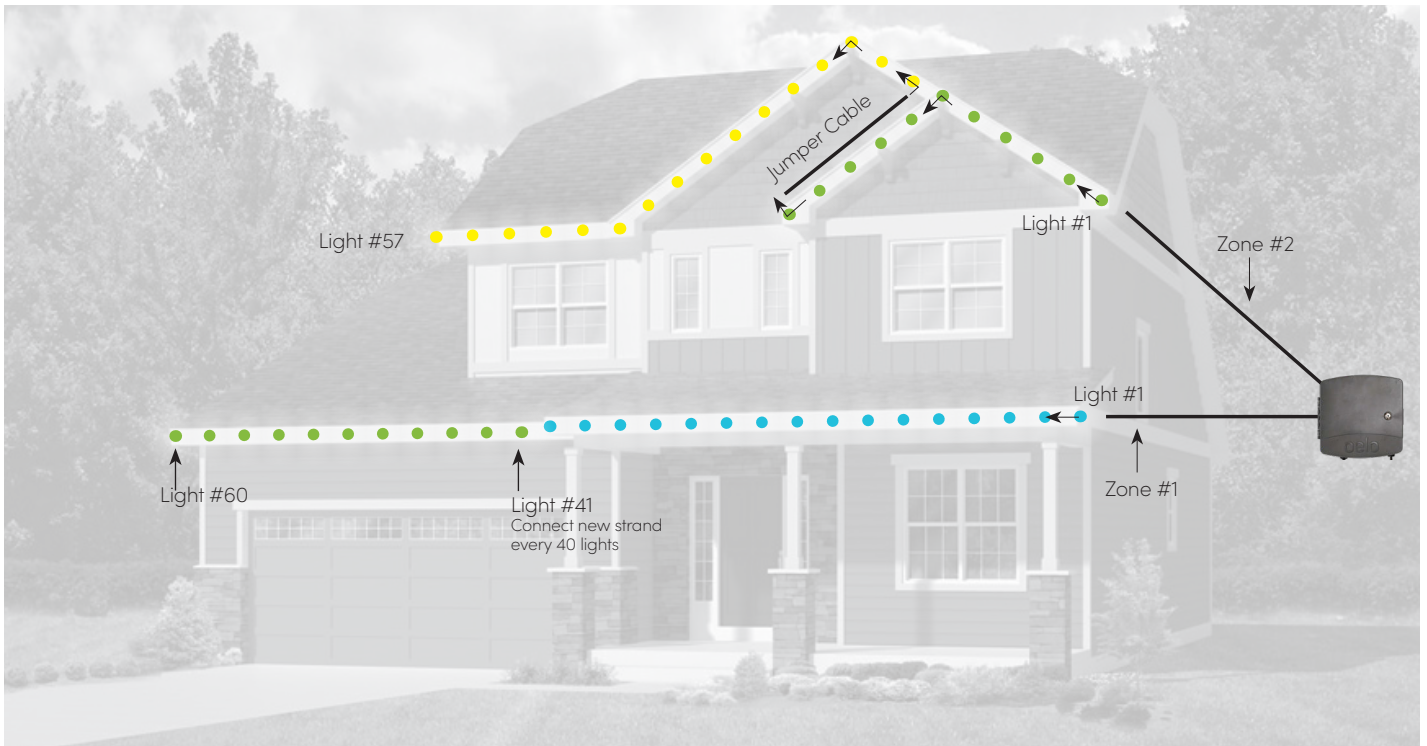 Jumper Cable
Light #1
Zone #2
Light #57
Light #1
Zone #1
Light #60
Light #41
Connect new strand
every 40 lights